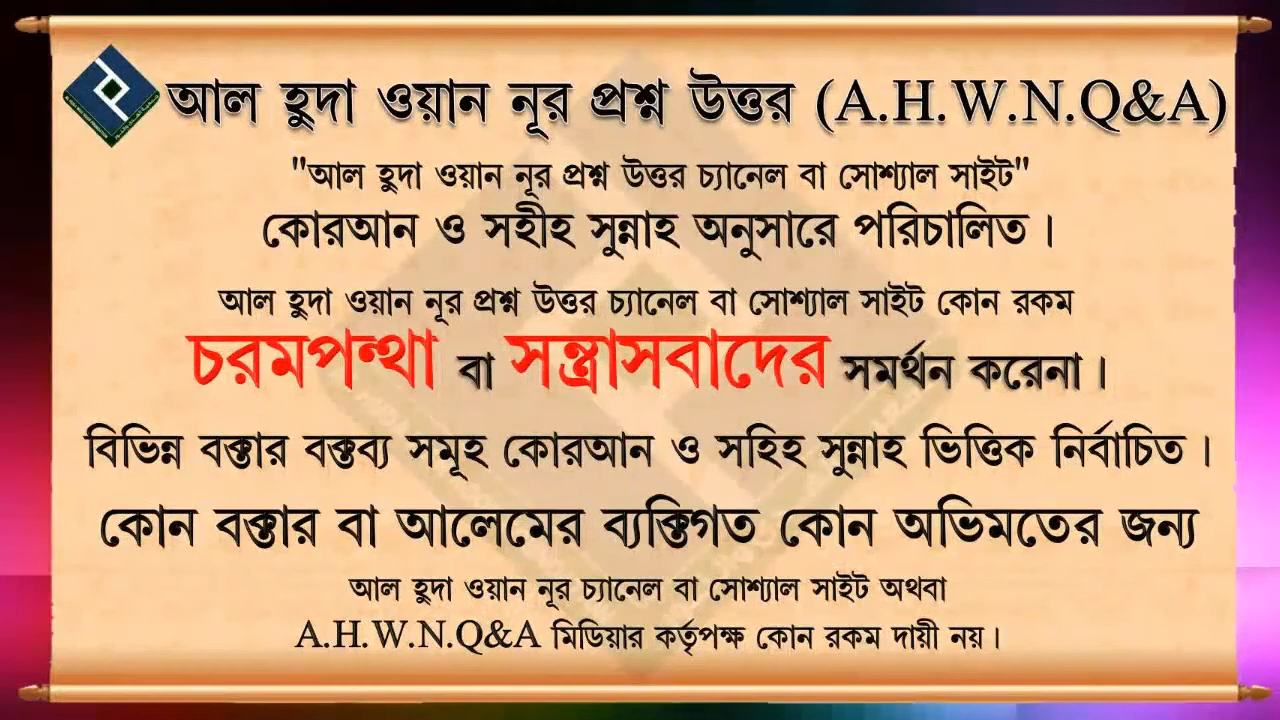 আল হুদা ওয়ান নূর প্রশ্ন উত্তর (A.H.W.N.Q&A)
"আল হুদা ওয়ান নূর প্রশ্ন উত্তর চ্যানেল বা সোশ্যাল সাইট"
কোরআন ও সহীহ সুন্নাহ অনুসারে পরিচালিত ।
আল হুদা ওয়ান নূর প্রশ্ন উত্তর চ্যানেল বা সোশ্যাল সাইট কোন রকম
চরমপন্থা বা সন্ত্রাসবাদের সমর্থন করেনা ।
বিভিন্ন বক্তার বক্তব্য সমূহ কোরআন ও সহিহ সুন্নাহ ভিত্তিক নির্বাচিত ।
কোন বক্তার বা আলেমের ব্যক্তিগত কোন অভিমতের জন্য
আল হুদা ওয়ান নূর চ্যানেল বা সোশ্যাল সাইট অথবা
A.H.W.N.Q&A মিডিয়ার কর্তৃপক্ষ কোন রকম দায়ী নয় ।